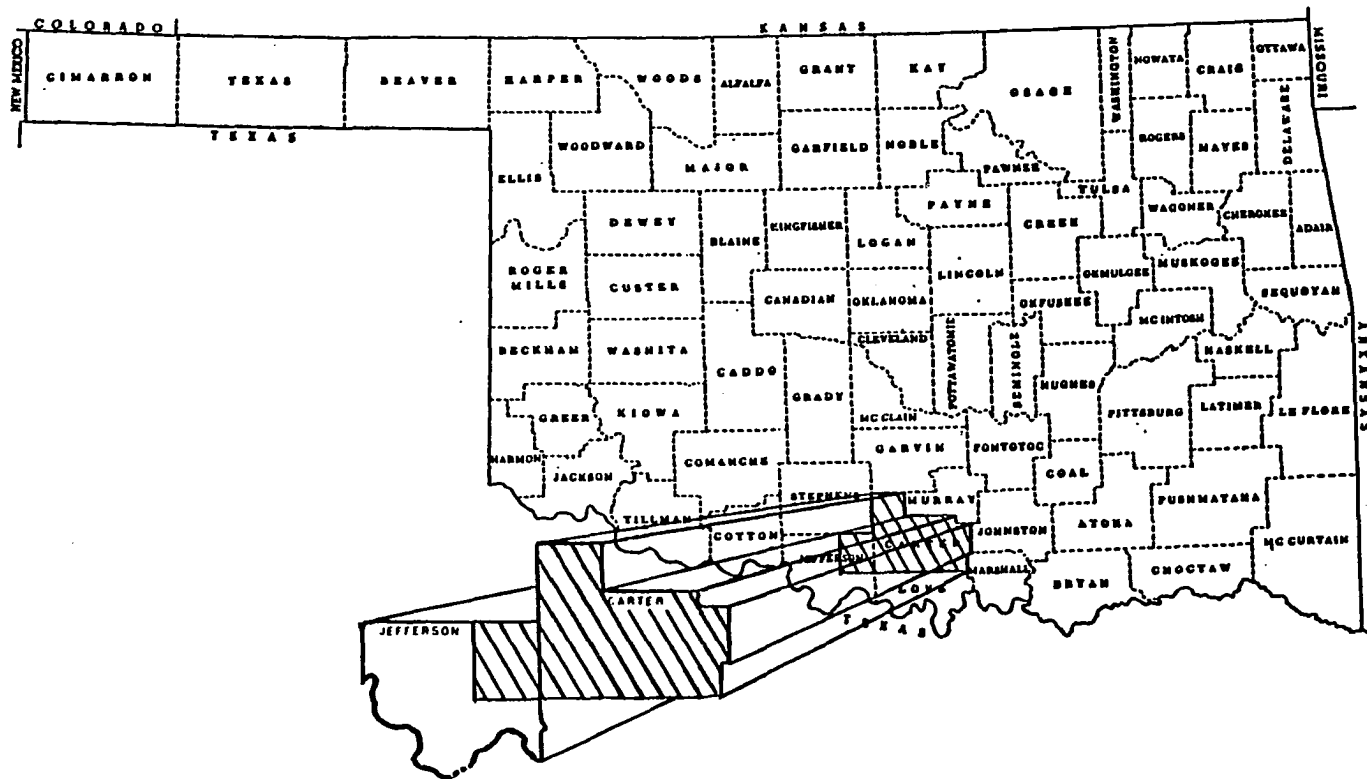 COLORADO
KANSAS
NEW MEXICO
MISSOURI
CIMARRON
TEXAS
BEAVER
HARPER
WOODS
ALFALFA
GRANT
KAY
OSAGE
WASHINGTON
NOWATA
CRAIG
OTTAWA
DELAWARE
TEXAS
ELLIS
WOODWARD
MAJOR
GARFIELD
NOBLE
PAWNEE
ROGERS
MAYES
TULSA
DEWEY
BLAINE
KINGFISHER
LOGAN
PAYNE
CREEK
WAGONER
CHEROKEE
ADAIR
ROGER
MILLS
CUSTER
CANADIAN
OKLAHOMA
LINCOLN
OKMULGEE
MUSKOGEE
OKFUSKEE
SEQUOYAH
MCINTOSH
ARKANSAS
BECKHAM
WASHITA
CADDO
GRADY
CLEVELAND
POTTAWATOMIE
SEMINOLE
HUGHES
HASKELL
GREER
KIOWA
MC CLAIN
PITTSBURG
LATIMER
LE FLORE
HARMON
JACKSON
COMANCHE
GARVIN
PONTOTOC
COAL
STEPHENS
MURRAY
PUSHMATAHA
TILLMAN
COTTON
JEFFERSON
CARTER
JOHNSTON
ATOKA
MC CURTAIN
MARSHALL
BRYAN
CHOCTAW
LOVE
TEXAS
CARTER
JEFFERSON